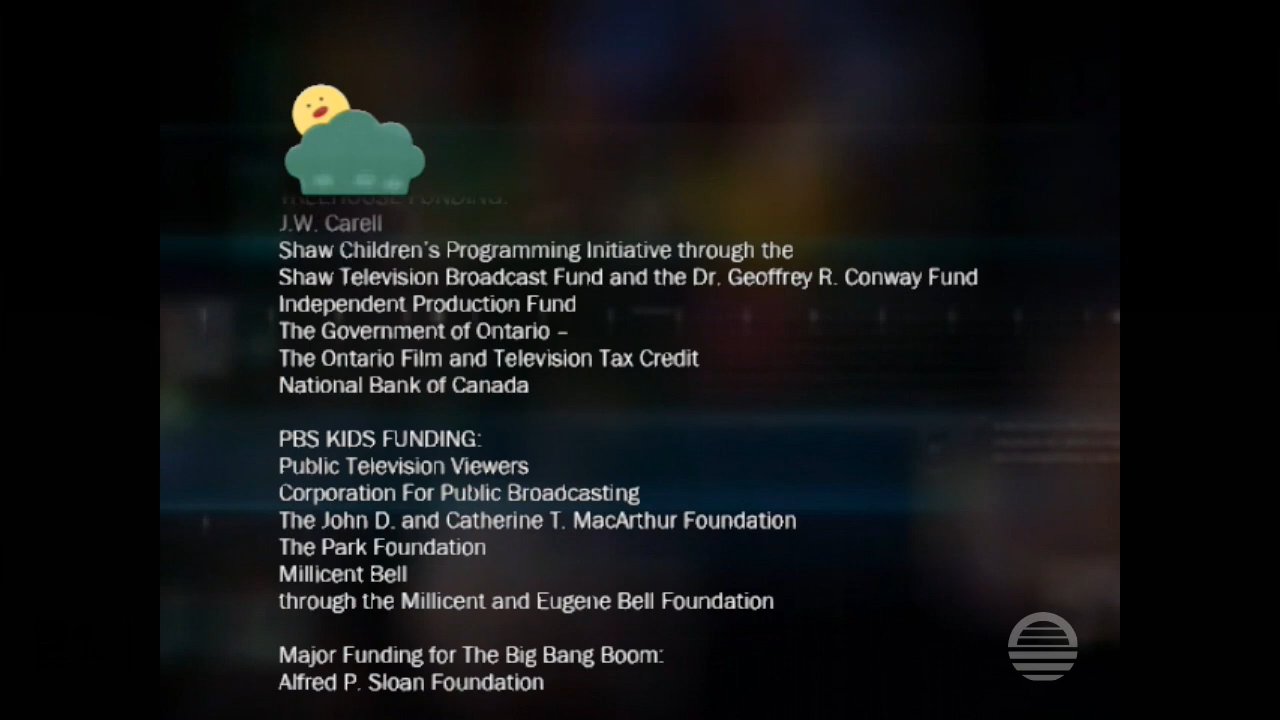 TREEHOUSE FUNDING:
J.W. Carell
Shaw Children's Programming Initiative through the
Shaw Television Broadcast Fund and the Dr. Geoffrey R. Conway Fund
Independent Production Fund
The Government of Ontario –
The Ontario Film and Television Tax Credit
National Bank of Canada
PBS KIDS FUNDING:
Public Television Viewers
Corporation For Public Broadcasting
The John D. and Catherine T. MacArthur Foundation
The Park Foundation
Millicent Bell
through the Millicent and Eugene Bell Foundation
Major Funding for The Big Bang Boom:
Alfred P. Sloan Foundation